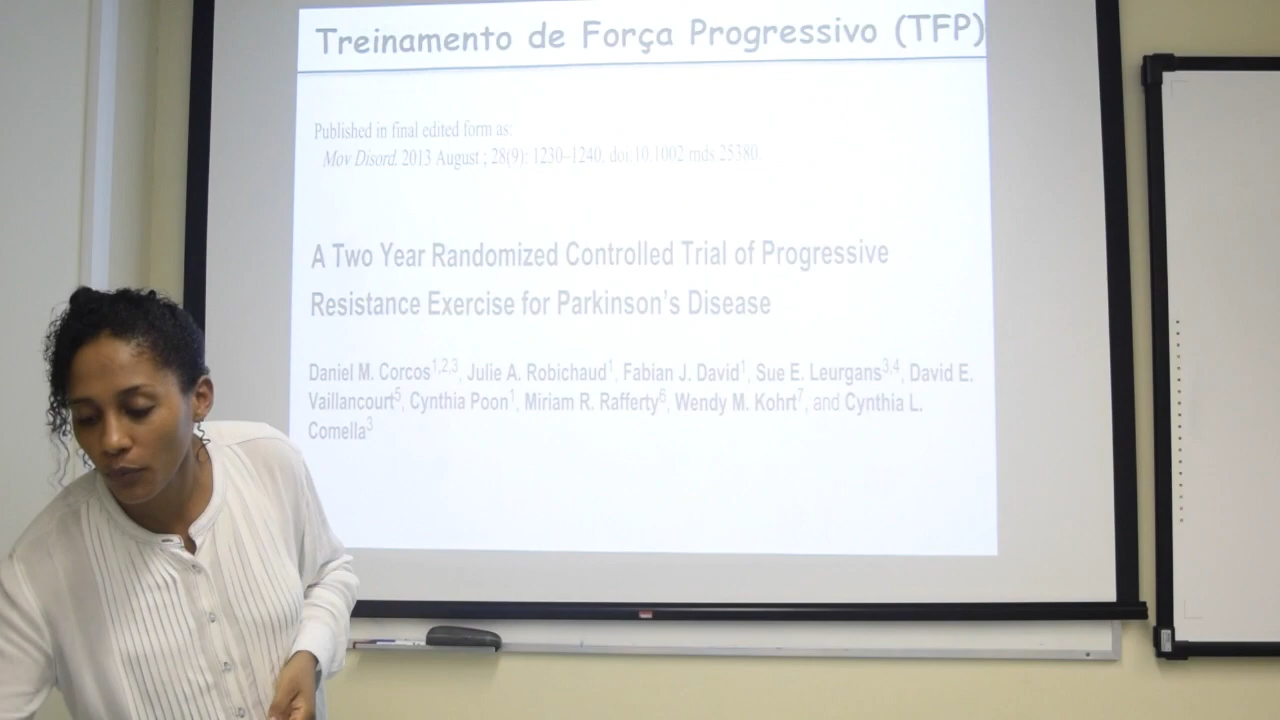 Treinamento de Força Progressivo (TFP)
Published in final edited form as:
Mov Disord. 2013 August ; 28(9): 1230–1240. doi:10.1002/mds.25380.
A Two Year Randomized Controlled Trial of Progressive
Resistance Exercise for Parkinson's Disease
Daniel M. Corcos1,2,3, Julie A. Robichaud1, Fabian J. David1, Sue E. Leurgans3,4, David E.
Vaillancourt5, Cynthia Poon1, Miriam R. Rafferty6, Wendy M. Kohrt7, and Cynthia L.
Comella3